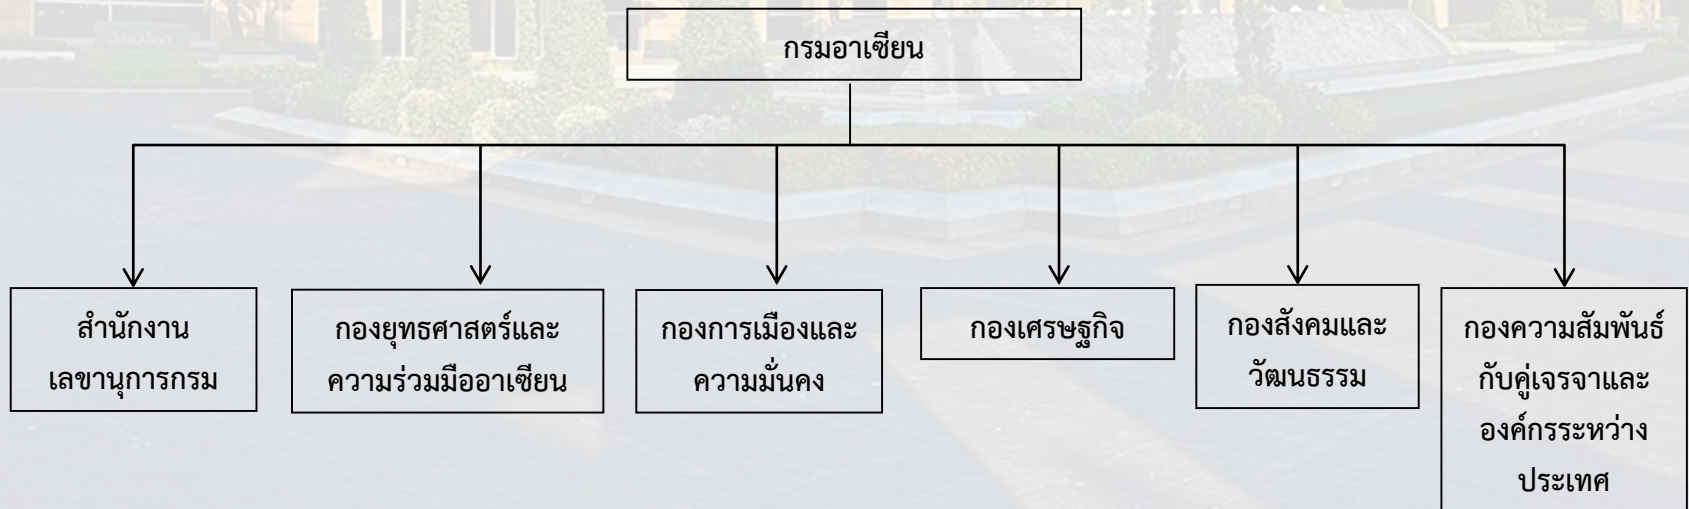 กรมอาเซียน
สำนักงาน
เลขานุการกรม
กองยุทธศาสตร์และ
ความร่วมมืออาเซียน
กองการเมืองและ
ความมั่นคง
กองเศรษฐกิจ
กองสังคมและ
วัฒนธรรม
กองความสัมพันธ์
กับคู่เจรจาและ
องค์กรระหว่าง
ประเทศ